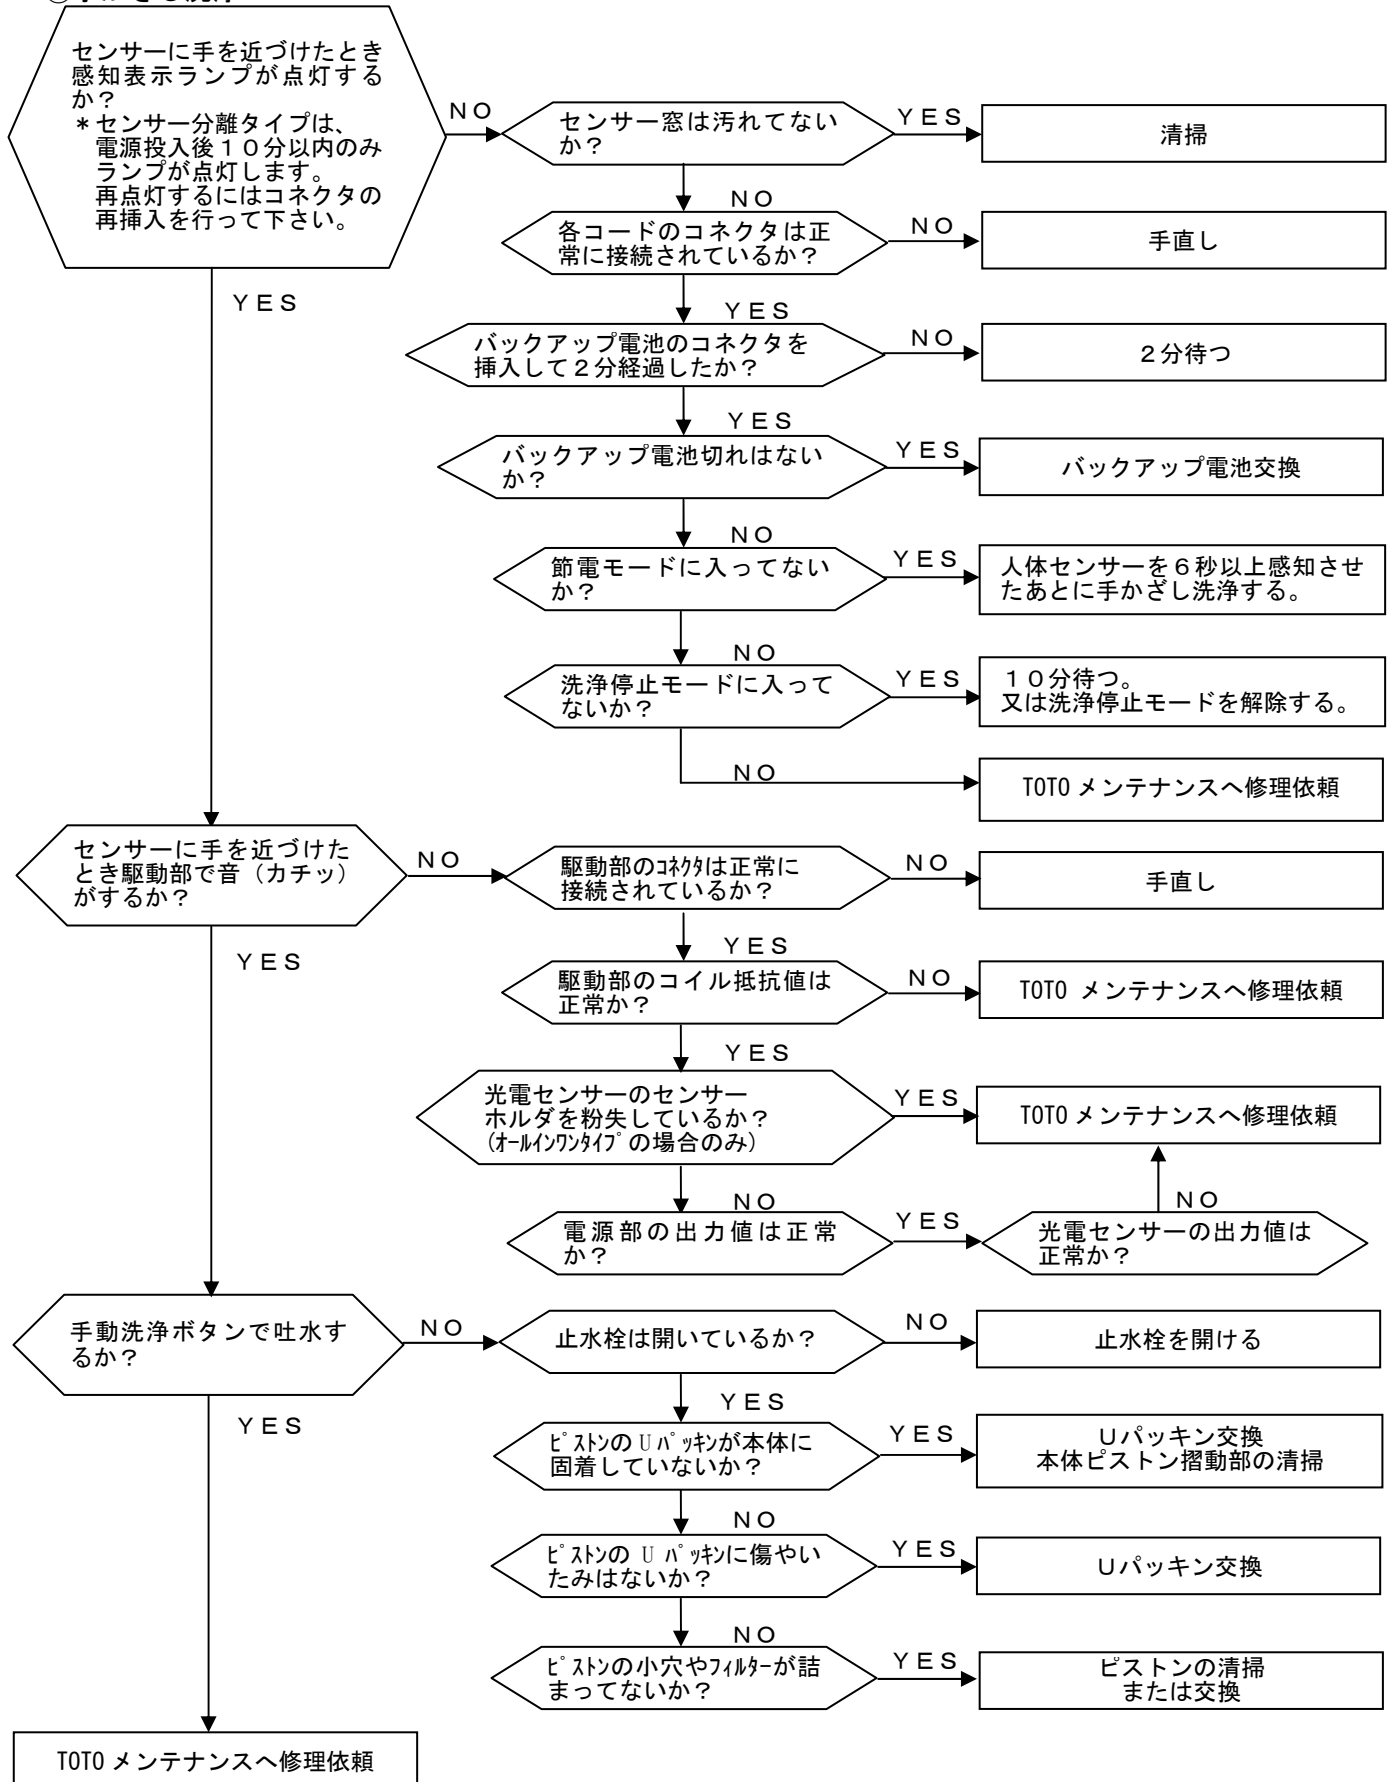 センサーに手を近づけたとき
感知表示ランプが点灯する
か？
＊センサー分離タイプは、
電源投入後１０分以内のみ
ランプが点灯します。
再点灯するにはコネクタの
再挿入を行って下さい。
ＮＯ
センサー窓は汚れてない
か？
ＹＥＳ
清掃
ＮＯ
各コードのコネクタは正
常に接続されているか？
ＮＯ
手直し
ＹＥＳ
ＹＥＳ
バックアップ電池のコネクタを
挿入して２分経過したか？
ＮＯ
２分待つ
ＹＥＳ
バックアップ電池切れはない
か？
ＹＥＳ
バックアップ電池交換
ＮＯ
節電モードに入ってない
か？
ＹＥＳ
人体センサーを６秒以上感知させ
たあとに手かざし洗浄する。
ＮＯ
洗浄停止モードに入って
ないか？
ＹＥＳ
１０分待つ。
又は洗浄停止モードを解除する。
ＮＯ
TOTO メンテナンスへ修理依頼
センサーに手を近づけた
とき駆動部で音（カチッ）
がするか？
ＮＯ
駆動部のｺﾈｸﾀは正常に
接続されているか？
ＮＯ
手直し
ＹＥＳ
ＹＥＳ
駆動部のコイル抵抗値は
正常か？
ＮＯ
TOTO メンテナンスへ修理依頼
ＹＥＳ
光電センサーのセンサー
ホルダを粉失しているか？
(ｵｰﾙｲﾝﾜﾝﾀｲﾌﾟの場合のみ)
ＹＥＳ
TOTO メンテナンスへ修理依頼
ＮＯ
電源部の出力値は正常
か？
ＹＥＳ
ＮＯ
光電センサーの出力値は
正常か？
手動洗浄ボタンで吐水す
るか？
ＮＯ
止水栓は開いているか？
ＮＯ
止水栓を開ける
ＹＥＳ
ＹＥＳ
ﾋﾟｽﾄﾝのＵﾊﾟｯｷﾝが本体に
固着していないか？
ＹＥＳ
Ｕパッキン交換
本体ピストン摺動部の清掃
ＮＯ
ﾋﾟｽﾄﾝの Ｕ ﾊﾟｯｷﾝに傷やい
たみはないか？
ＹＥＳ
Ｕパッキン交換
ＮＯ
ﾋﾟｽﾄﾝの小穴やﾌｨﾙﾀｰが詰
まってないか？
ＹＥＳ
ピストンの清掃
または交換
TOTO メンテナンスへ修理依頼